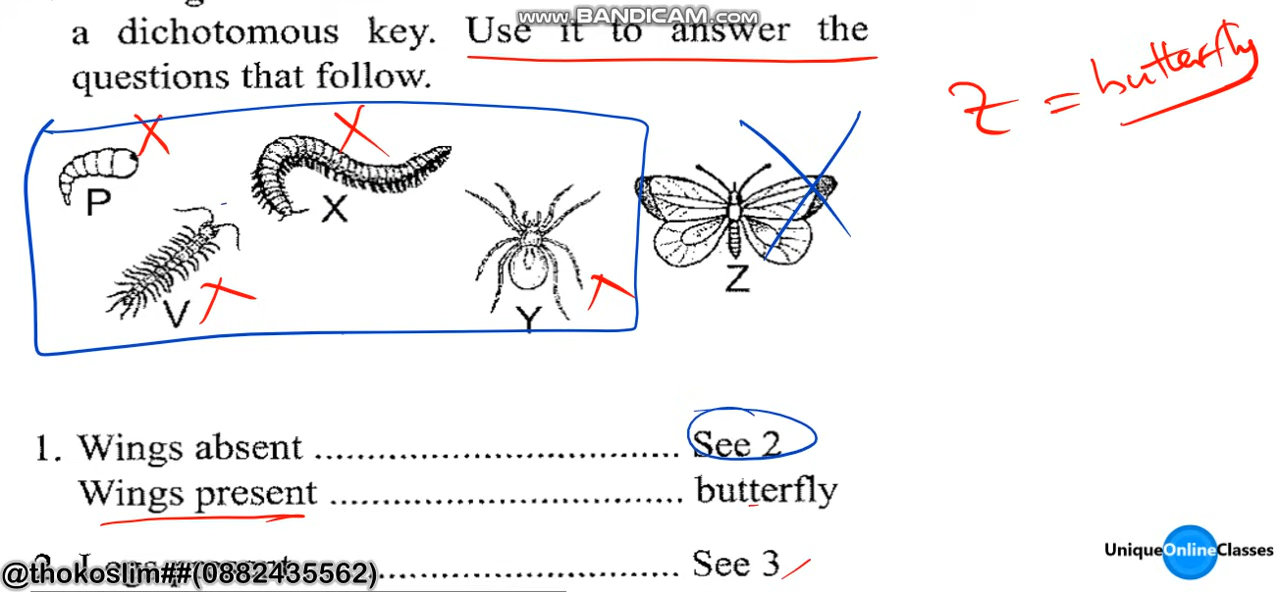 www.BANDICAM.com
a dichotomous key. Use it to answer the
questions that follow.
Z = butterfly
P
X
V
Y
Z
1. Wings absent ........................................ See 2
Wings present ...................................... butterfly
See 3
@thokoslim##(0882435562)
UniqueOnlineClasses